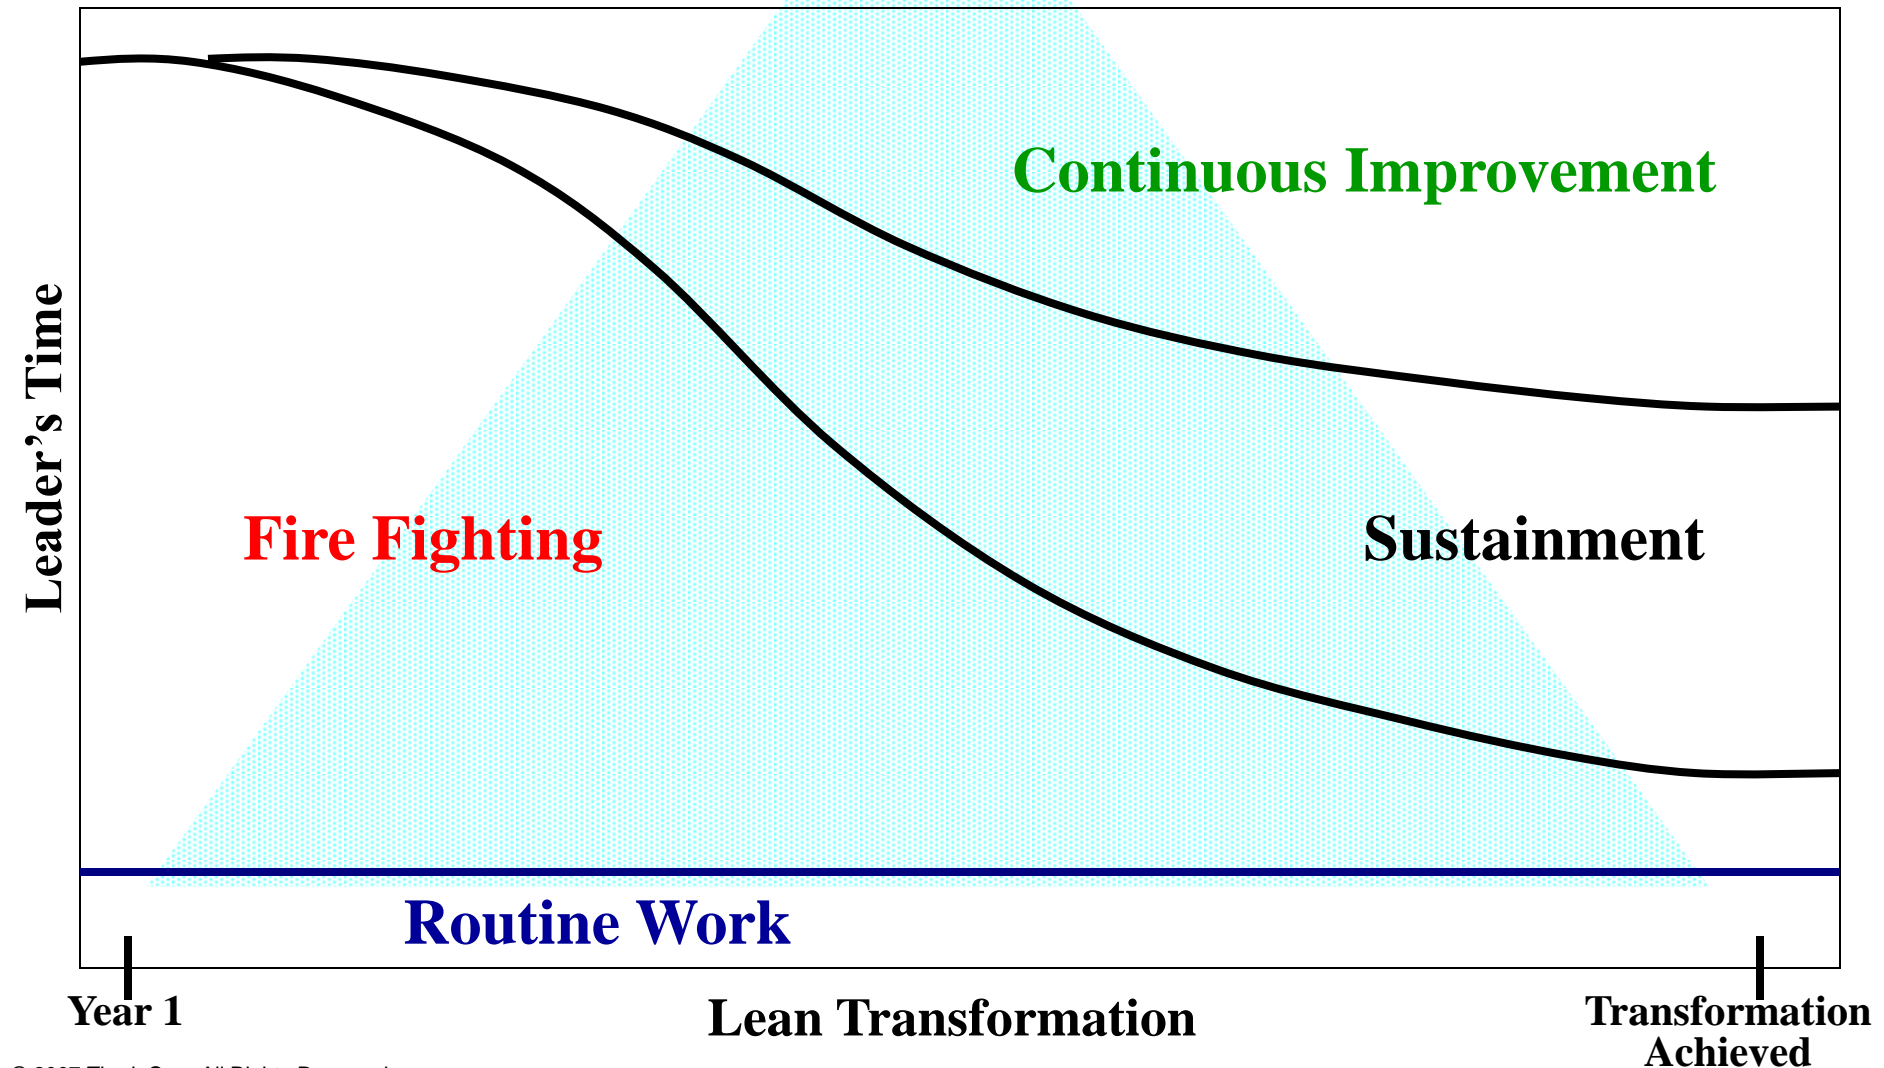 Continuous Improvement
Leader's Time
Fire Fighting
Sustainment
Routine Work
Year 1
Lean Transformation
Transformation
Achieved